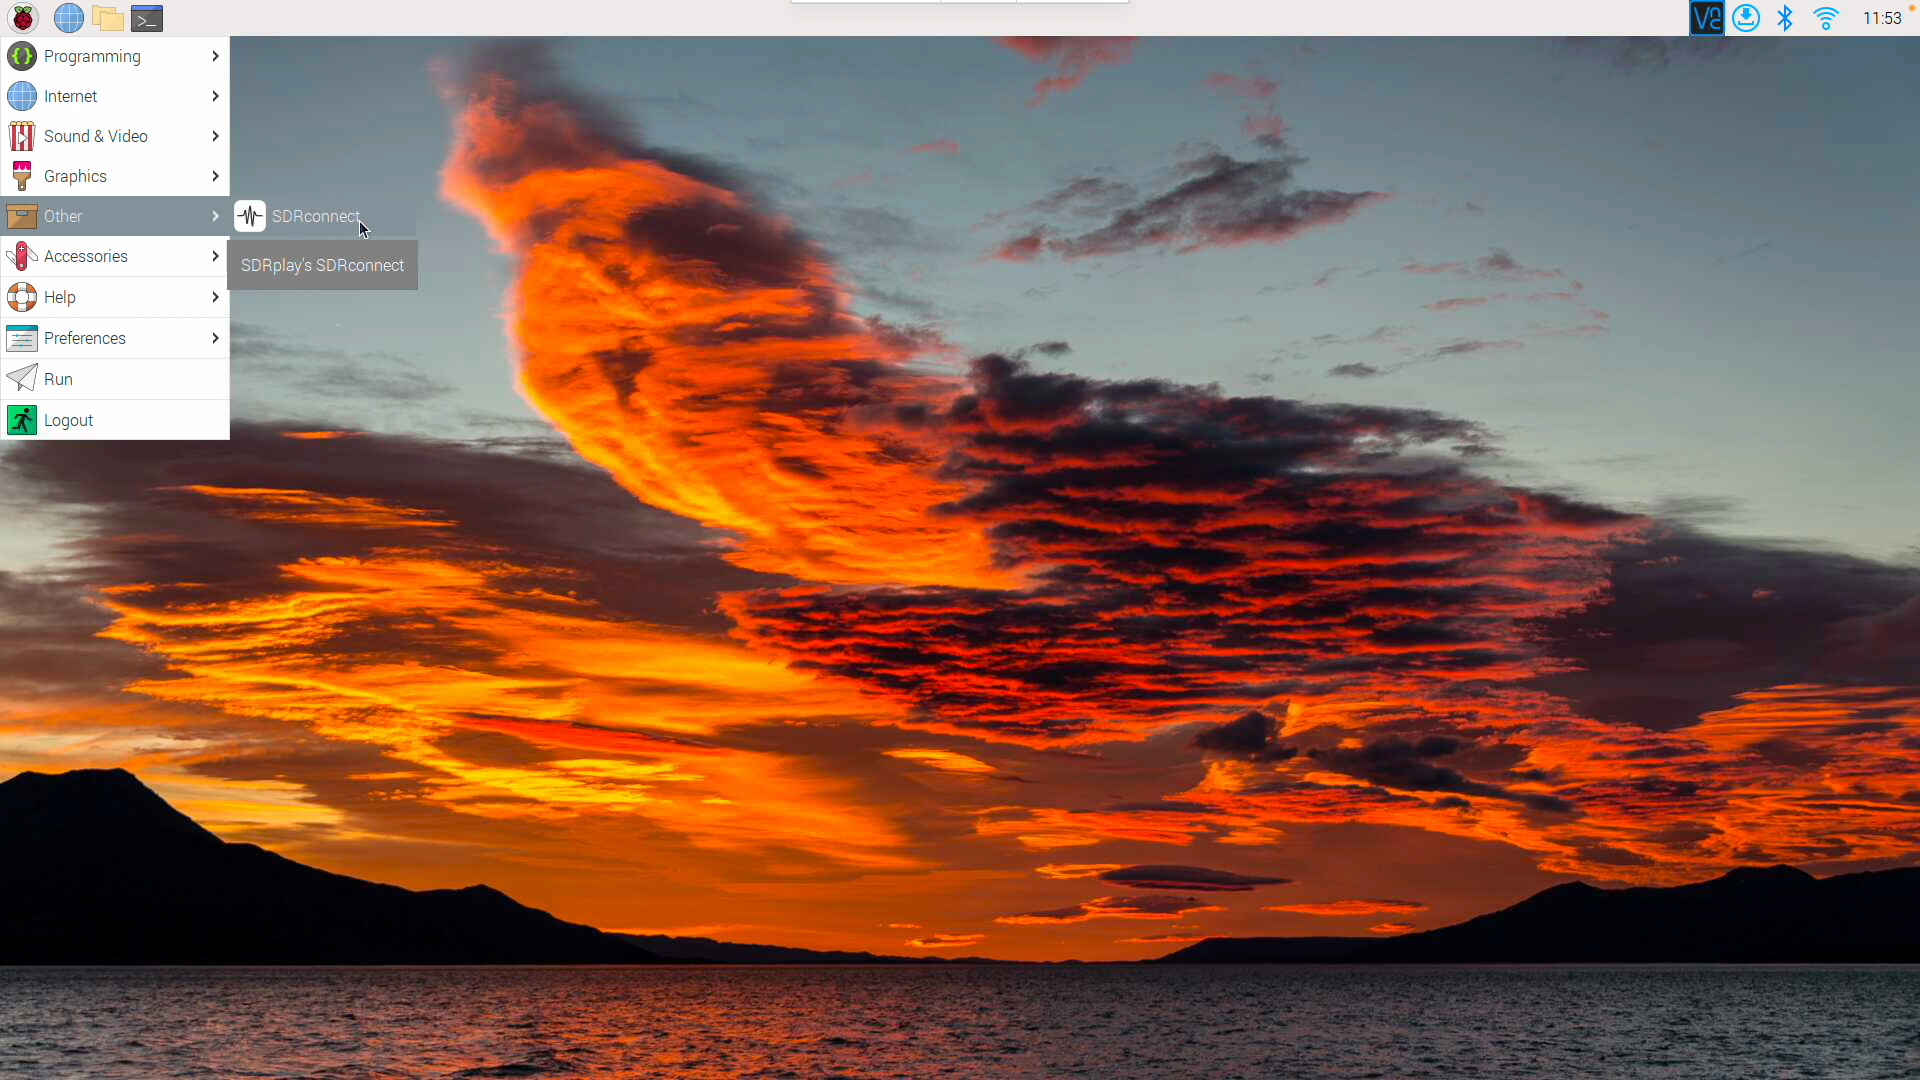 11:53
Programming
Internet
Sound & Video
Graphics
Other
SDRconnect
Accessories
SDRplay's SDRconnect
Help
Preferences
Run
Logout